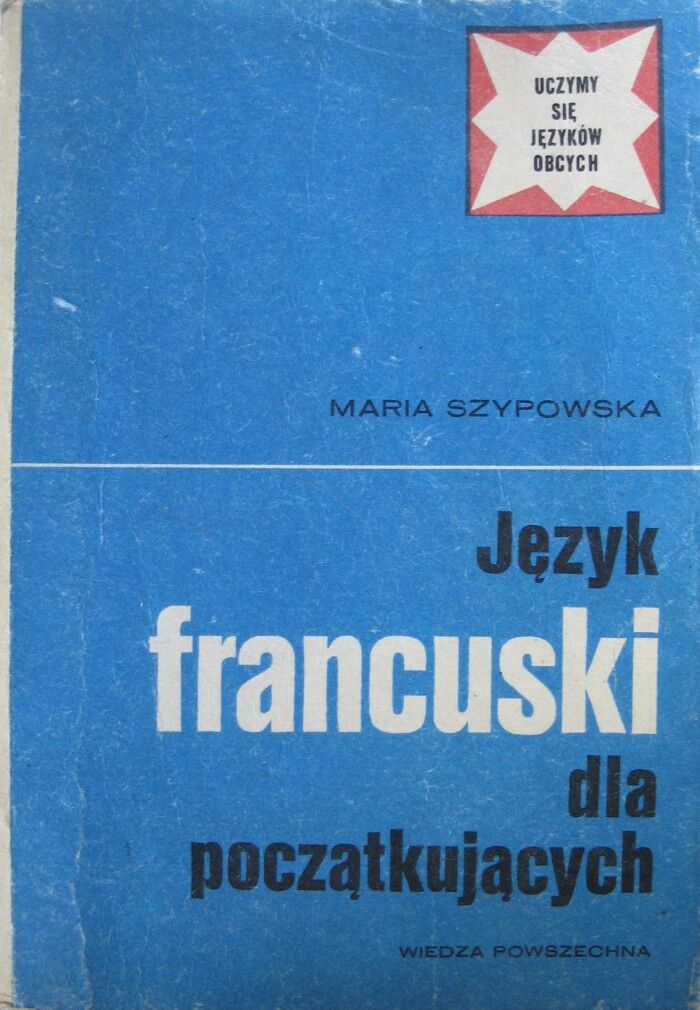 UCZYMY
SIĘ
JĘZYKÓW
OBCYCH
MARIA SZYPOWSKA
Język
francuski
dla
początkujących
WIEDZA POWSZECHNA